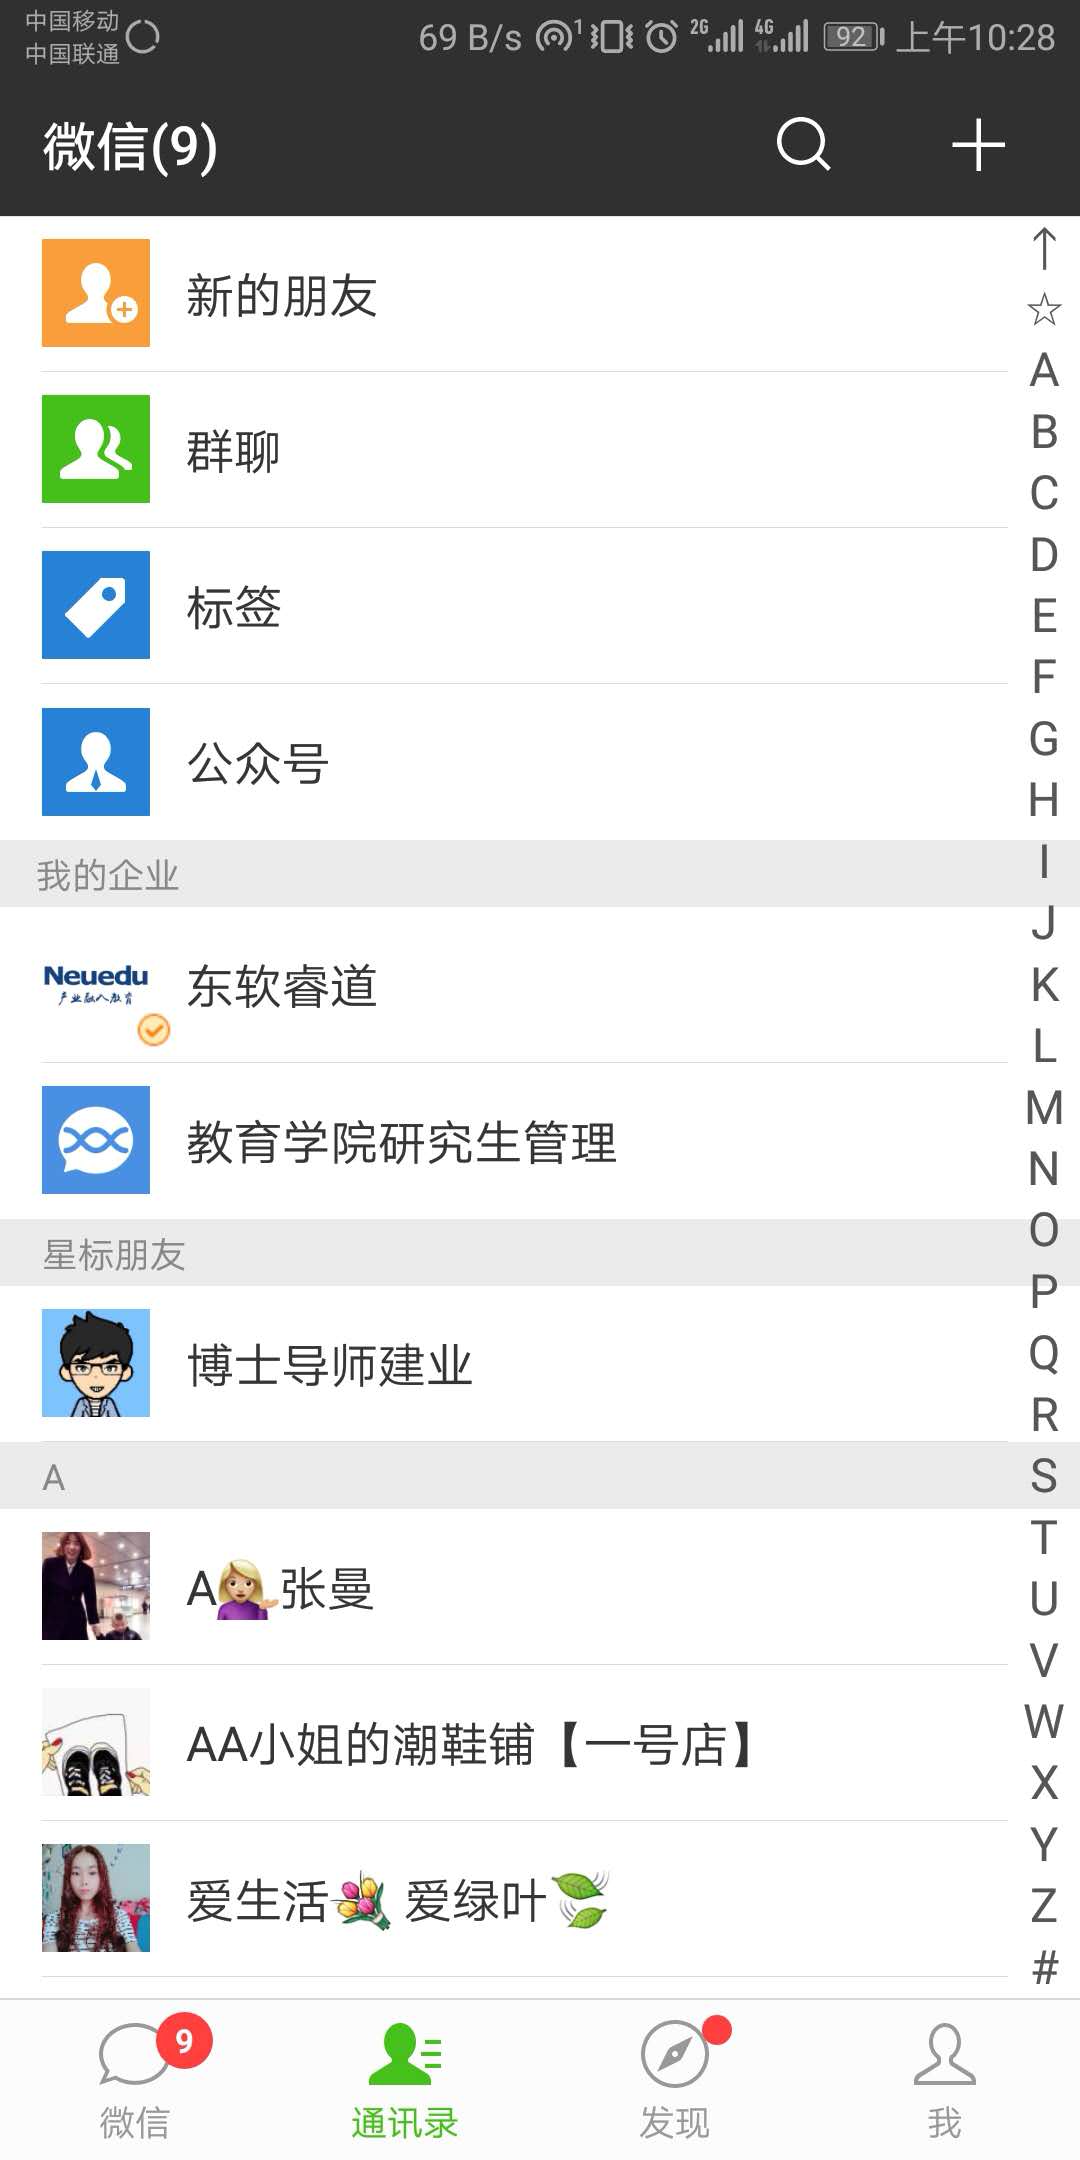 中国移动
中国联通
69 B/s
1
2G
4G
92
上午10:28
微信(9)
新的朋友
群聊
标签
公众号
我的企业
Neuedu
产业融入教育
东软睿道
教育学院研究生管理
星标朋友
博士导师建业
A
A💁🏼张曼
AA小姐的潮鞋铺【一号店】
爱生活💐 爱绿叶🍃
↑
☆
A
B
C
D
E
F
G
H
I
J
K
L
M
N
O
P
Q
R
S
T
U
V
W
X
Y
Z
#
9
微信
通讯录
发现
我